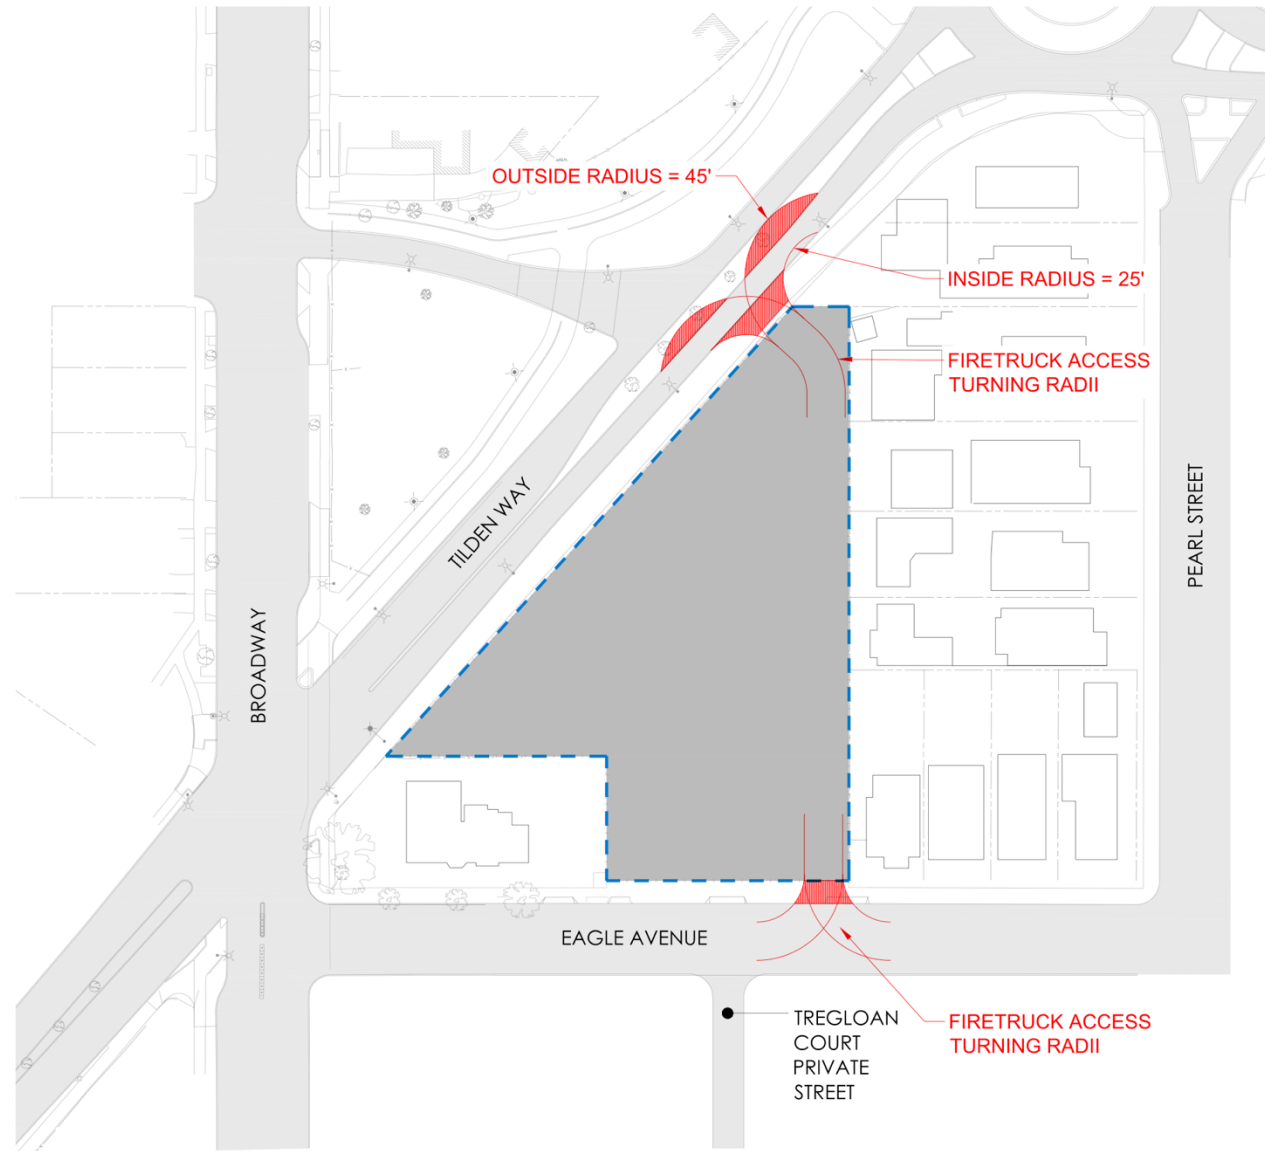 OUTSIDE RADIUS = 45'
INSIDE RADIUS = 25'
FIRETRUCK ACCESS
TURNING RADII
TILDEN WAY
PEARL STREET
BROADWAY
EAGLE AVENUE
TREGLOAN
COURT
PRIVATE
STREET
FIRETRUCK ACCESS
TURNING RADII